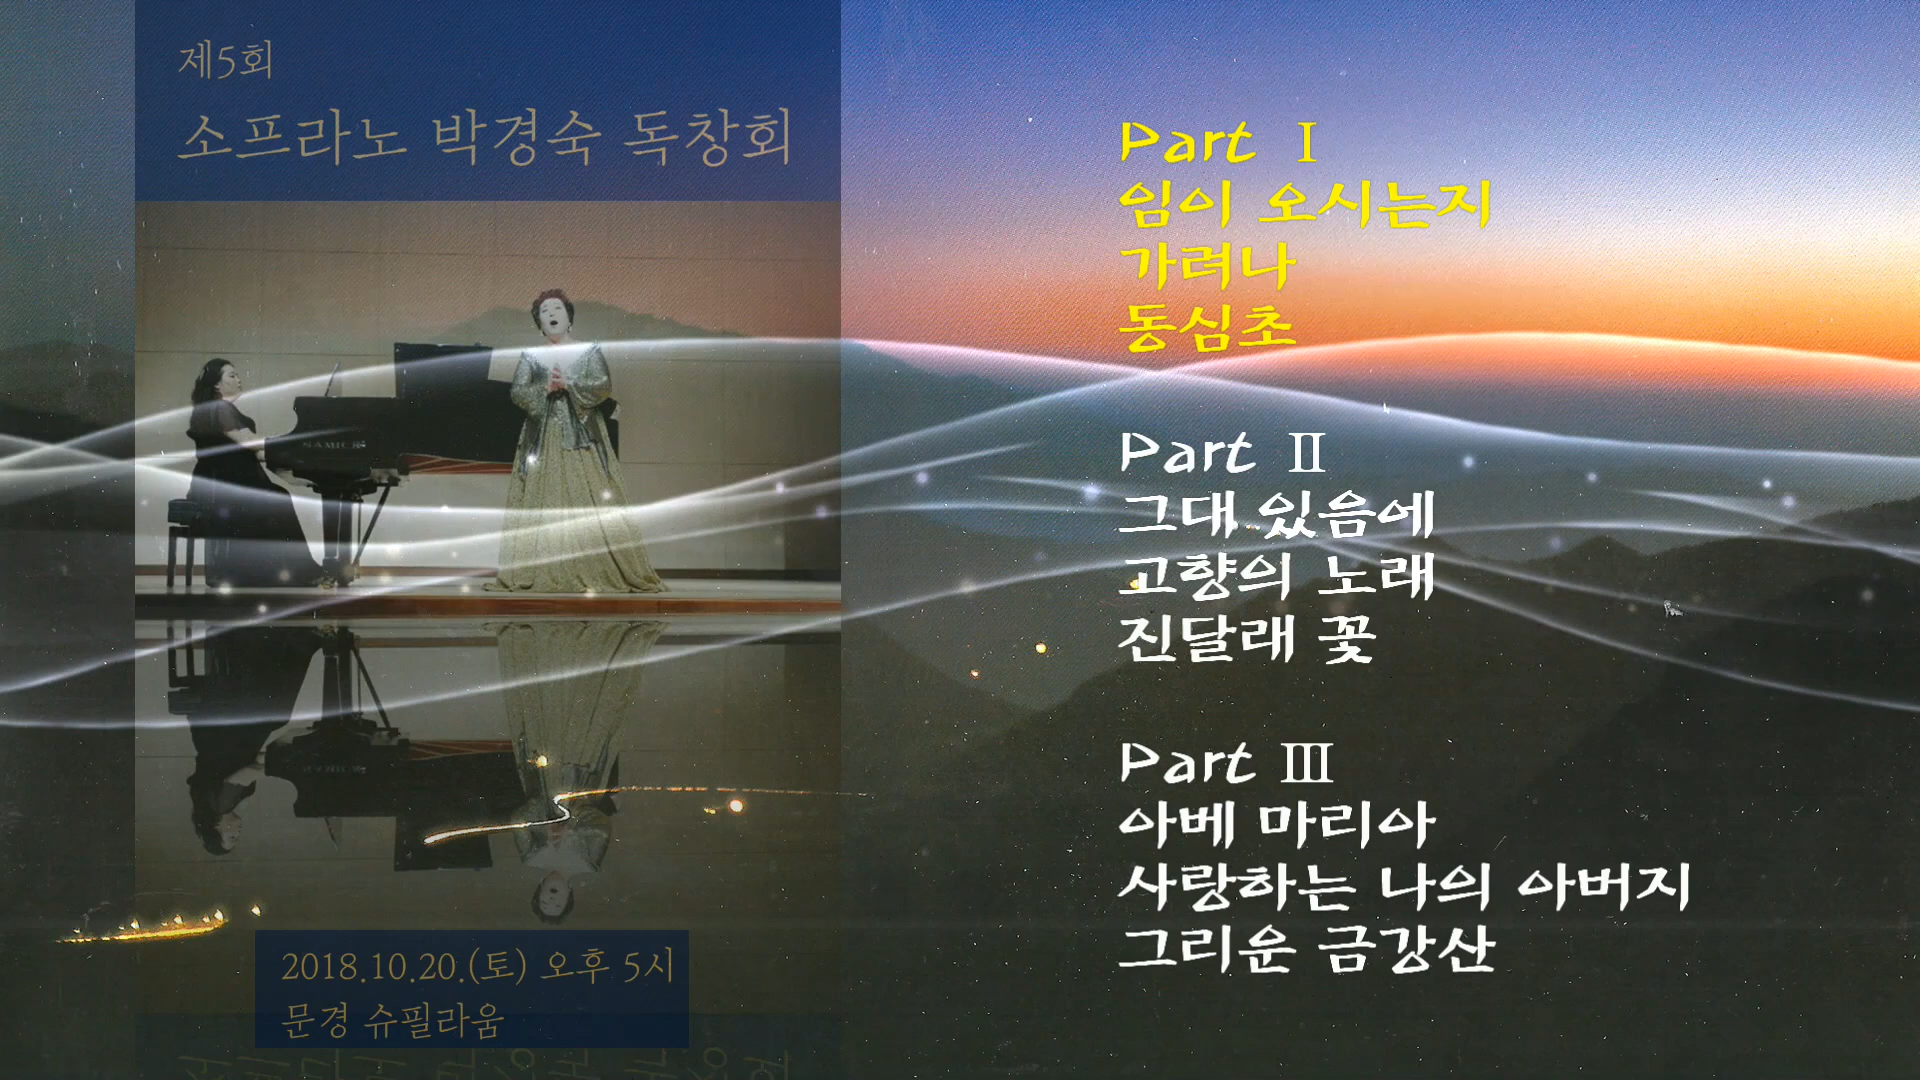 제5회
소프라노 박경숙 독창회
NAMICK
2018.10.20.(토) 오후 5시
문경 슈필라움
Part Ⅰ
임이 오시는지
가려나
동심초
Part Ⅱ
그대 있음에
고향의 노래
진달래 꽃
Part Ⅲ
아베 마리아
사랑하는 나의 아버지
그리운 금강산